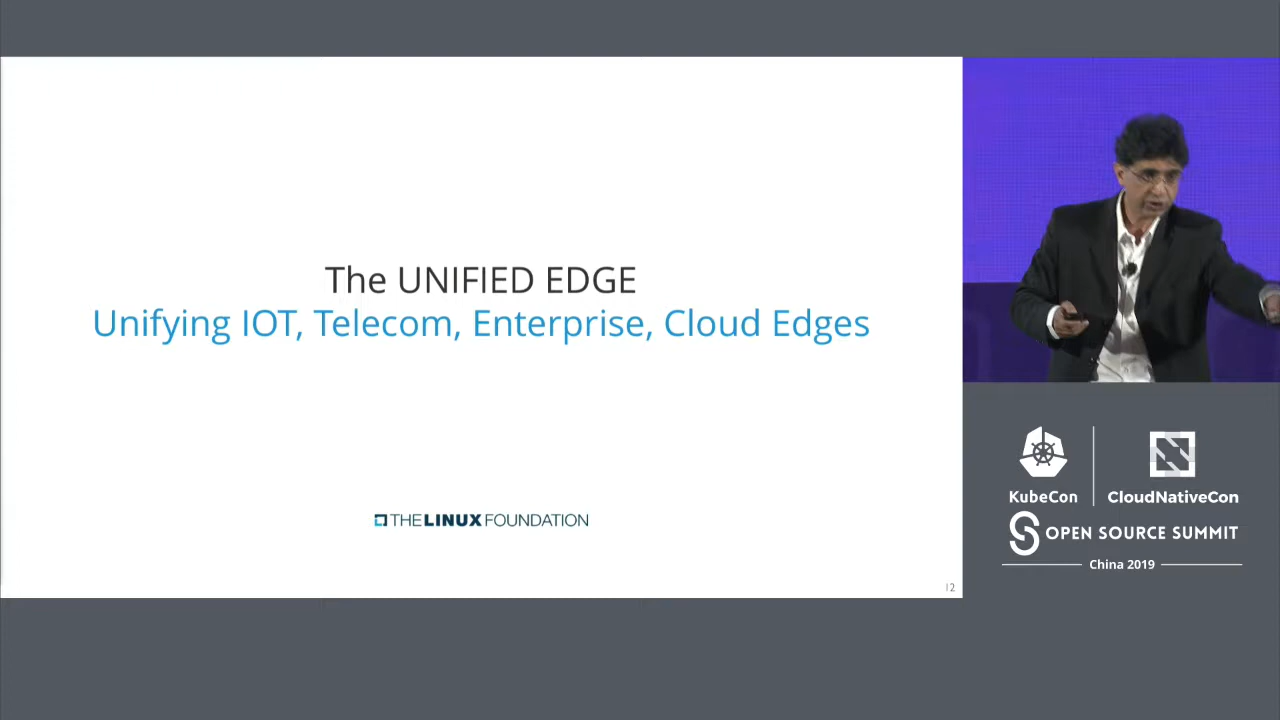 The UNIFIED EDGE
Unifying IOT, Telecom, Enterprise, Cloud Edges
THE LINUX FOUNDATION
12
KubeCon
CloudNativeCon
OPEN SOURCE SUMMIT
China 2019